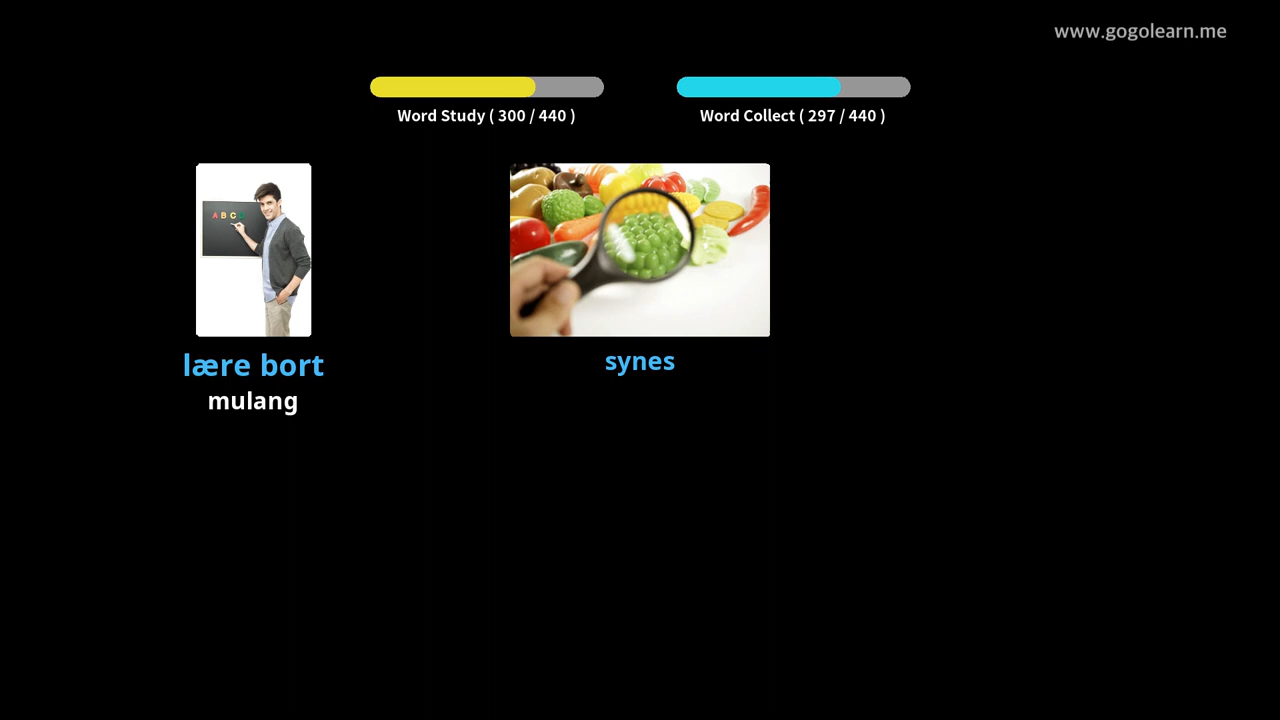 www.gogolearn.me
Word Study ( 300 / 440 )
Word Collect ( 297 / 440 )
A B C D
lære bort
mulang
synes